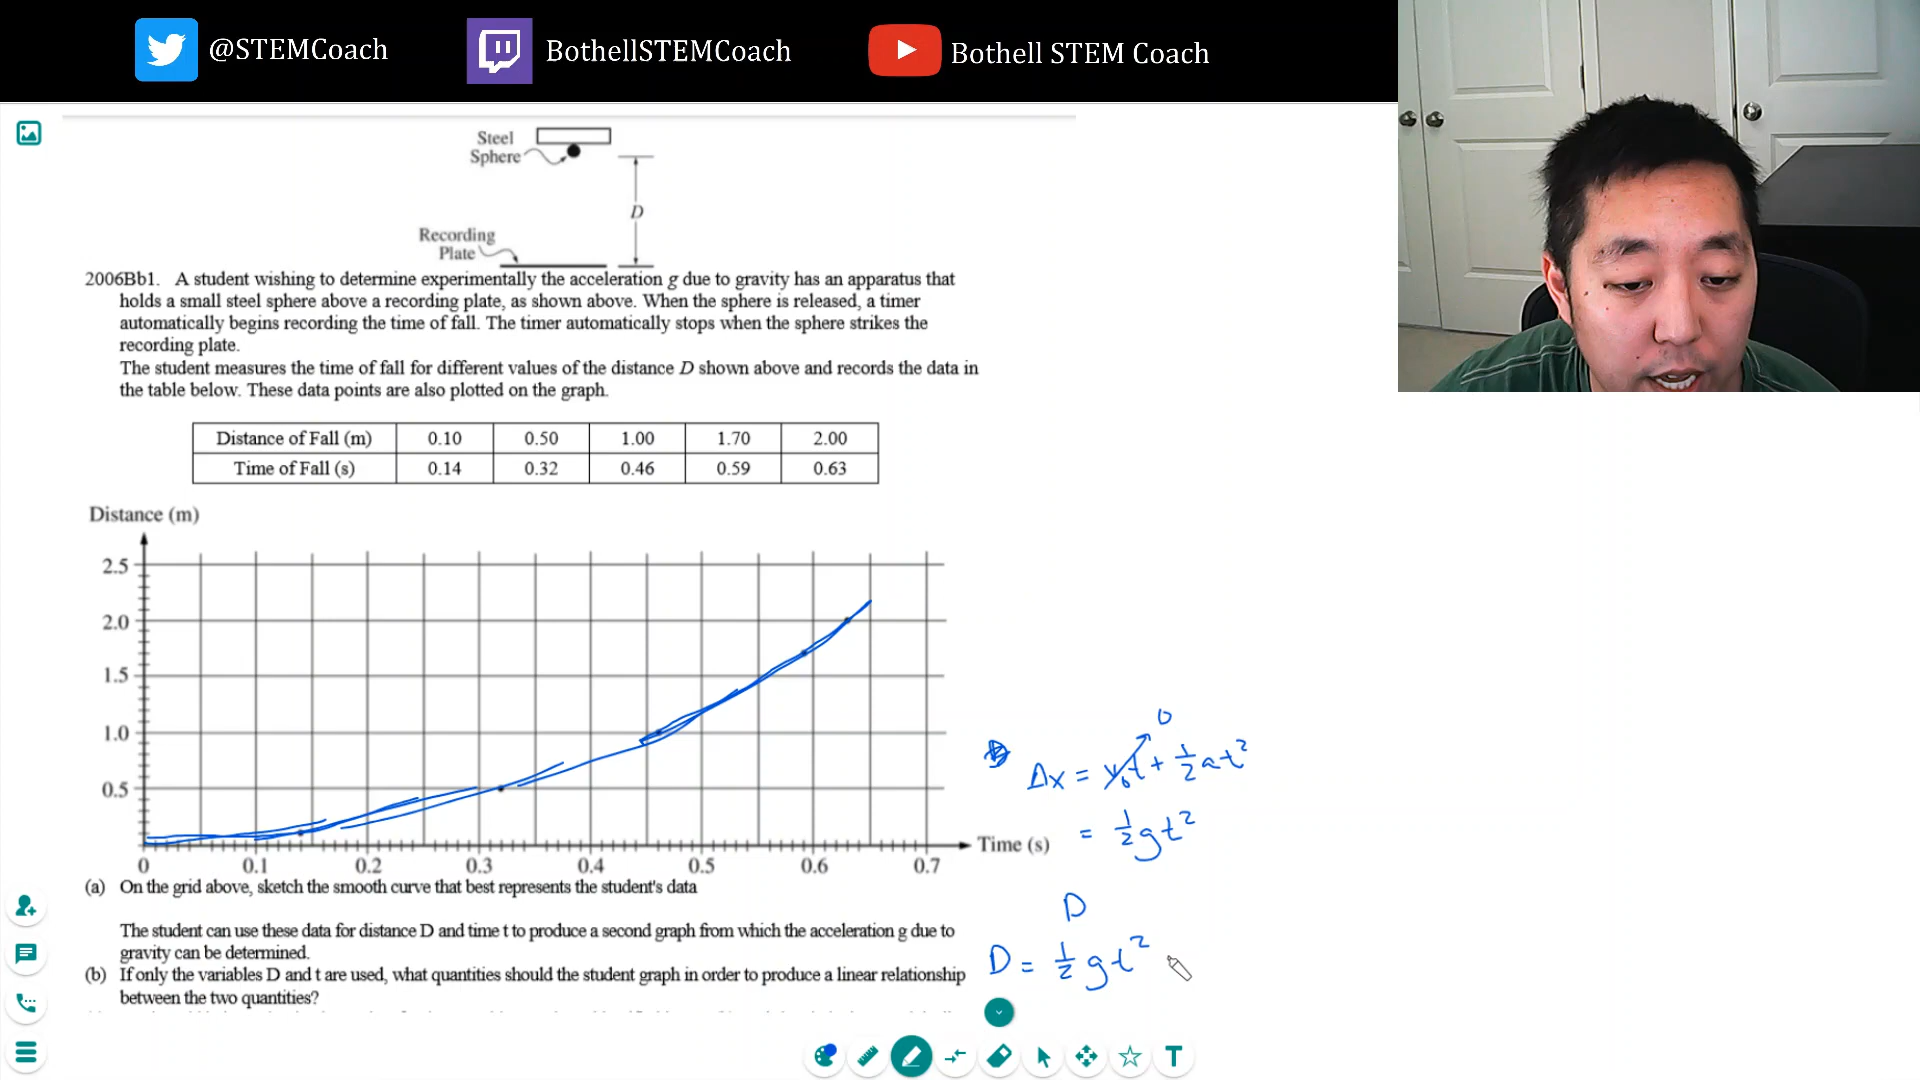 @STEMCoach
BothellSTEMCoach
Bothell STEM Coach
Steel
Sphere
D
Recording
Plate
2006Bb1. A student wishing to determine experimentally the acceleration g due to gravity has an apparatus that
holds a small steel sphere above a recording plate, as shown above. When the sphere is released, a timer
automatically begins recording the time of fall. The timer automatically stops when the sphere strikes the
recording plate.
The student measures the time of fall for different values of the distance D shown above and records the data in
the table below. These data points are also plotted on the graph.
Distance of Fall (m) 0.10 0.50 1.00 1.70 2.00
Time of Fall (s) 0.14 0.32 0.46 0.59 0.63
Distance (m)
2.5
2.0
1.5
1.0
0.5
0 0.1 0.2 0.3 0.4 0.5 0.6 0.7
Time (s)
0
Δx = v₀t + ½at²
= ½gt²
D
D = ½gt²
(a) On the grid above, sketch the smooth curve that best represents the student's data
The student can use these data for distance D and time t to produce a second graph from which the acceleration g due to
gravity can be determined.
(b) If only the variables D and t are used, what quantities should the student graph in order to produce a linear relationship
between the two quantities?
T